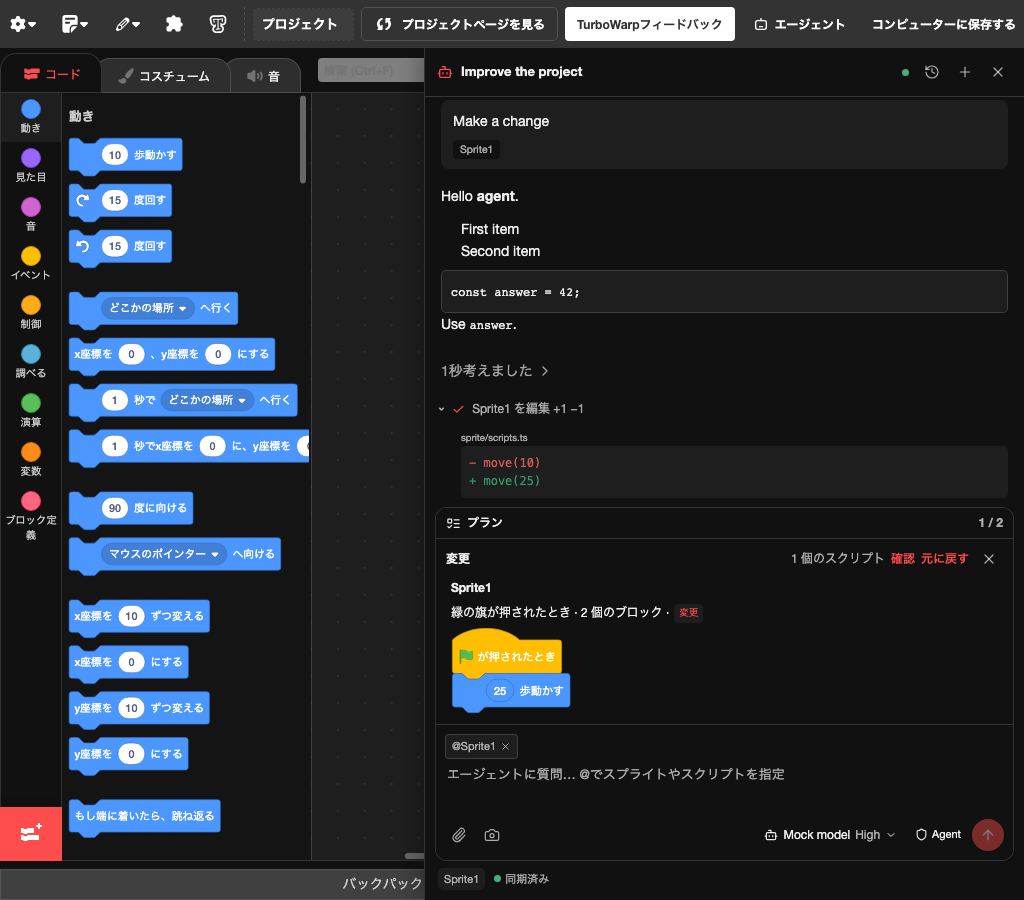 プロジェクト
プロジェクトページを見る
TurboWarpフィードバック
エージェント
コンピューターに保存する
コード
コスチューム
音
検索 (Ctrl+F)
Improve the project
動き
見た目
音
イベント
制御
調べる
演算
変数
ブロック定
義
動き
10 歩動かす
15 度回す
15 度回す
どこかの場所 へ行く
x座標を 0 、y座標を 0 にする
1 秒で どこかの場所 へ行く
1 秒でx座標を 0 に、y座標を
90 度に向ける
マウスのポインター へ向ける
x座標を 10 ずつ変える
x座標を 0 にする
y座標を 10 ずつ変える
y座標を 0 にする
もし端に着いたら、跳ね返る
バックパック
Make a change
Sprite1
Hello agent.
First item
Second item
const answer = 42;
Use answer.
1秒考えました
Sprite1 を編集 +1 −1
sprite/scripts.ts
− move(10)
+ move(25)
プラン
1 / 2
変更
1 個のスクリプト 確認 元に戻す
Sprite1
緑の旗が押されたとき · 2 個のブロック · 変更
が押されたとき
25 歩動かす
@Sprite1
エージェントに質問... @でスプライトやスクリプトを指定
Mock model High
Agent
Sprite1
同期済み